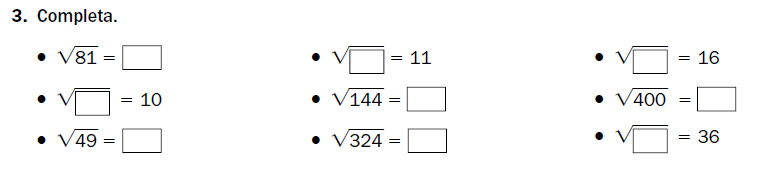 3. Completa.
• √81 = □ • √□ = 11 • √□ = 16
• √□ = 10 • √144 = □ • √400 = □
• √49 = □ • √324 = □ • √□ = 36